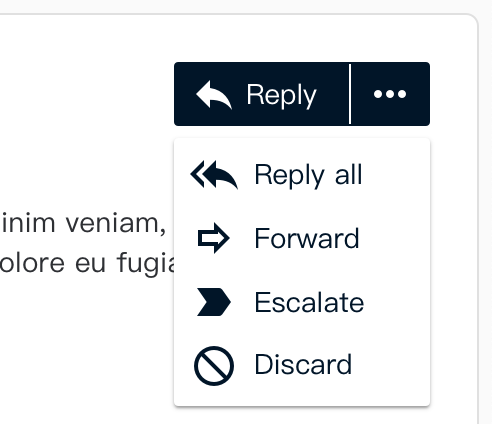 Reply
Reply all
Forward
Escalate
Discard
inim veniam,
olore eu fugia